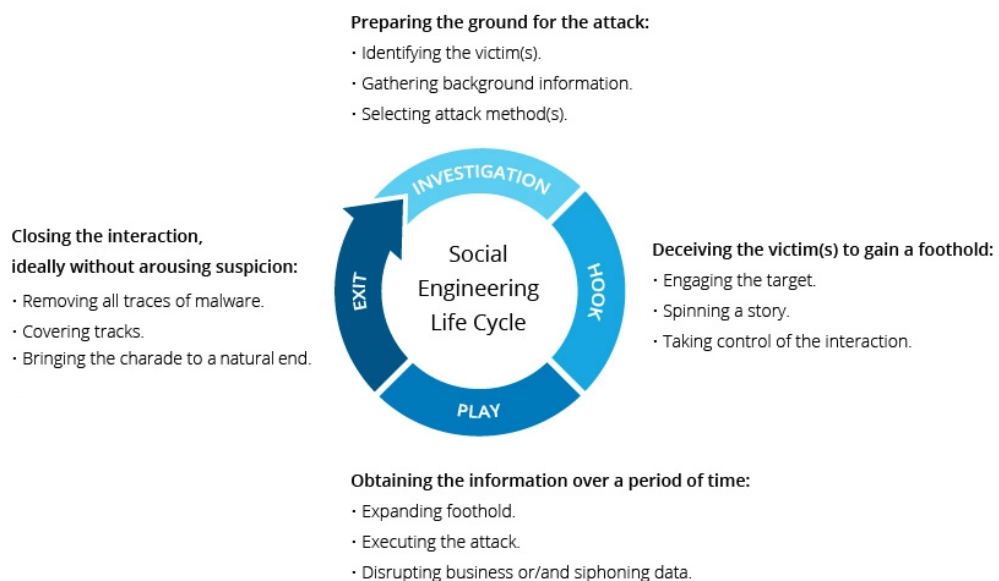 Preparing the ground for the attack:
· Identifying the victim(s).
· Gathering background information.
· Selecting attack method(s).
INVESTIGATION
HOOK
PLAY
EXIT
Social
Engineering
Life Cycle
Deceiving the victim(s) to gain a foothold:
· Engaging the target.
· Spinning a story.
· Taking control of the interaction.
Obtaining the information over a period of time:
· Expanding foothold.
· Executing the attack.
· Disrupting business or/and siphoning data.
Closing the interaction,
ideally without arousing suspicion:
· Removing all traces of malware.
· Covering tracks.
· Bringing the charade to a natural end.